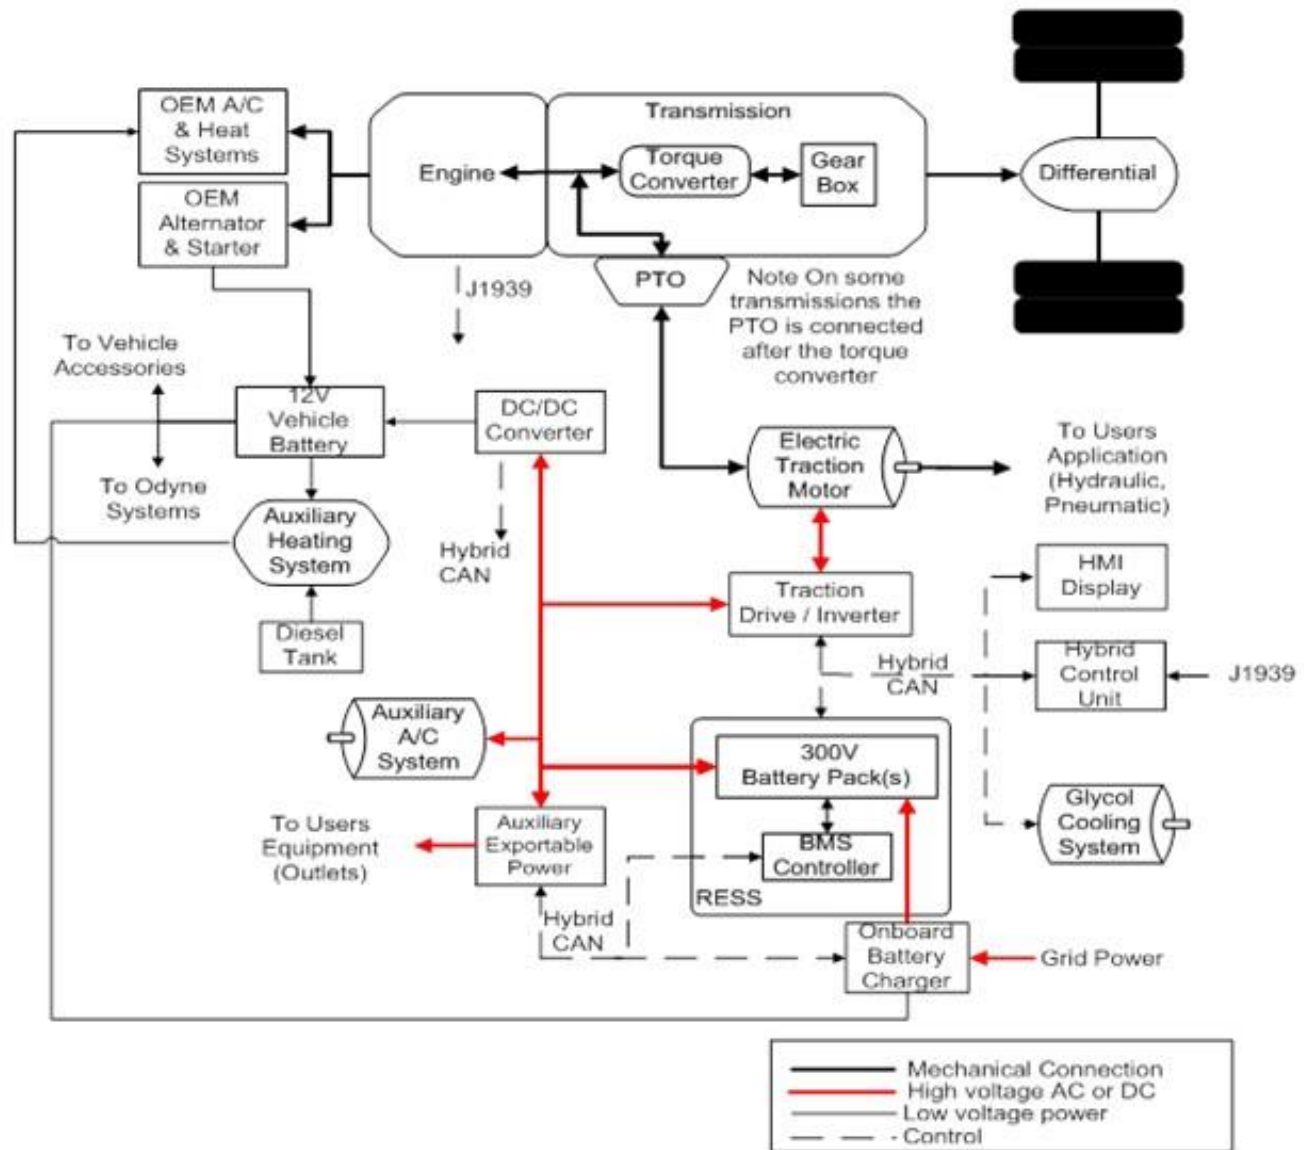 OEM A/C
& Heat
Systems
OEM
Alternator
& Starter
Engine
Transmission
Torque
Converter
Gear
Box
Differential
PTO
Note On some
transmissions the
PTO is connected
after the torque
converter
J1939
To Vehicle
Accessories
12V
Vehicle
Battery
DC/DC
Converter
To Odyne
Systems
Auxiliary
Heating
System
Hybrid
CAN
Diesel
Tank
Electric
Traction
Motor
To Users
Application
(Hydraulic,
Pneumatic)
Traction
Drive / Inverter
HMI
Display
Hybrid
CAN
Hybrid
Control
Unit
J1939
Auxiliary
A/C
System
300V
Battery Pack(s)
Glycol
Cooling
System
To Users
Equipment
(Outlets)
Auxiliary
Exportable
Power
BMS
Controller
RESS
Hybrid
CAN
Onboard
Battery
Charger
Grid Power
Mechanical Connection
High voltage AC or DC
Low voltage power
Control